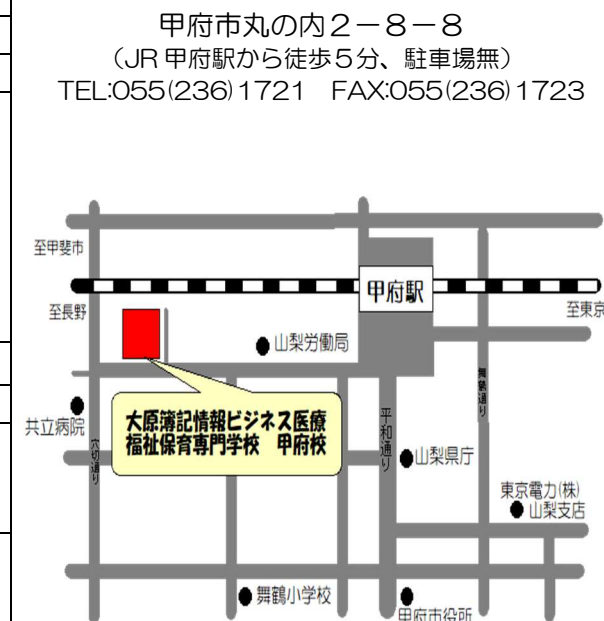 甲府市丸の内2－8－8
（JR 甲府駅から徒歩5分、駐車場無）
TEL:055(236)1721　FAX:055(236)1723
至甲斐市
甲府駅
至長野
至東京
山梨労働局
舞鶴通り
共立病院
大原簿記情報ビジネス医療
福祉保育専門学校　甲府校
平和通り
穴切通り
山梨県庁
東京電力(株)
山梨支店
舞鶴小学校
甲府市役所